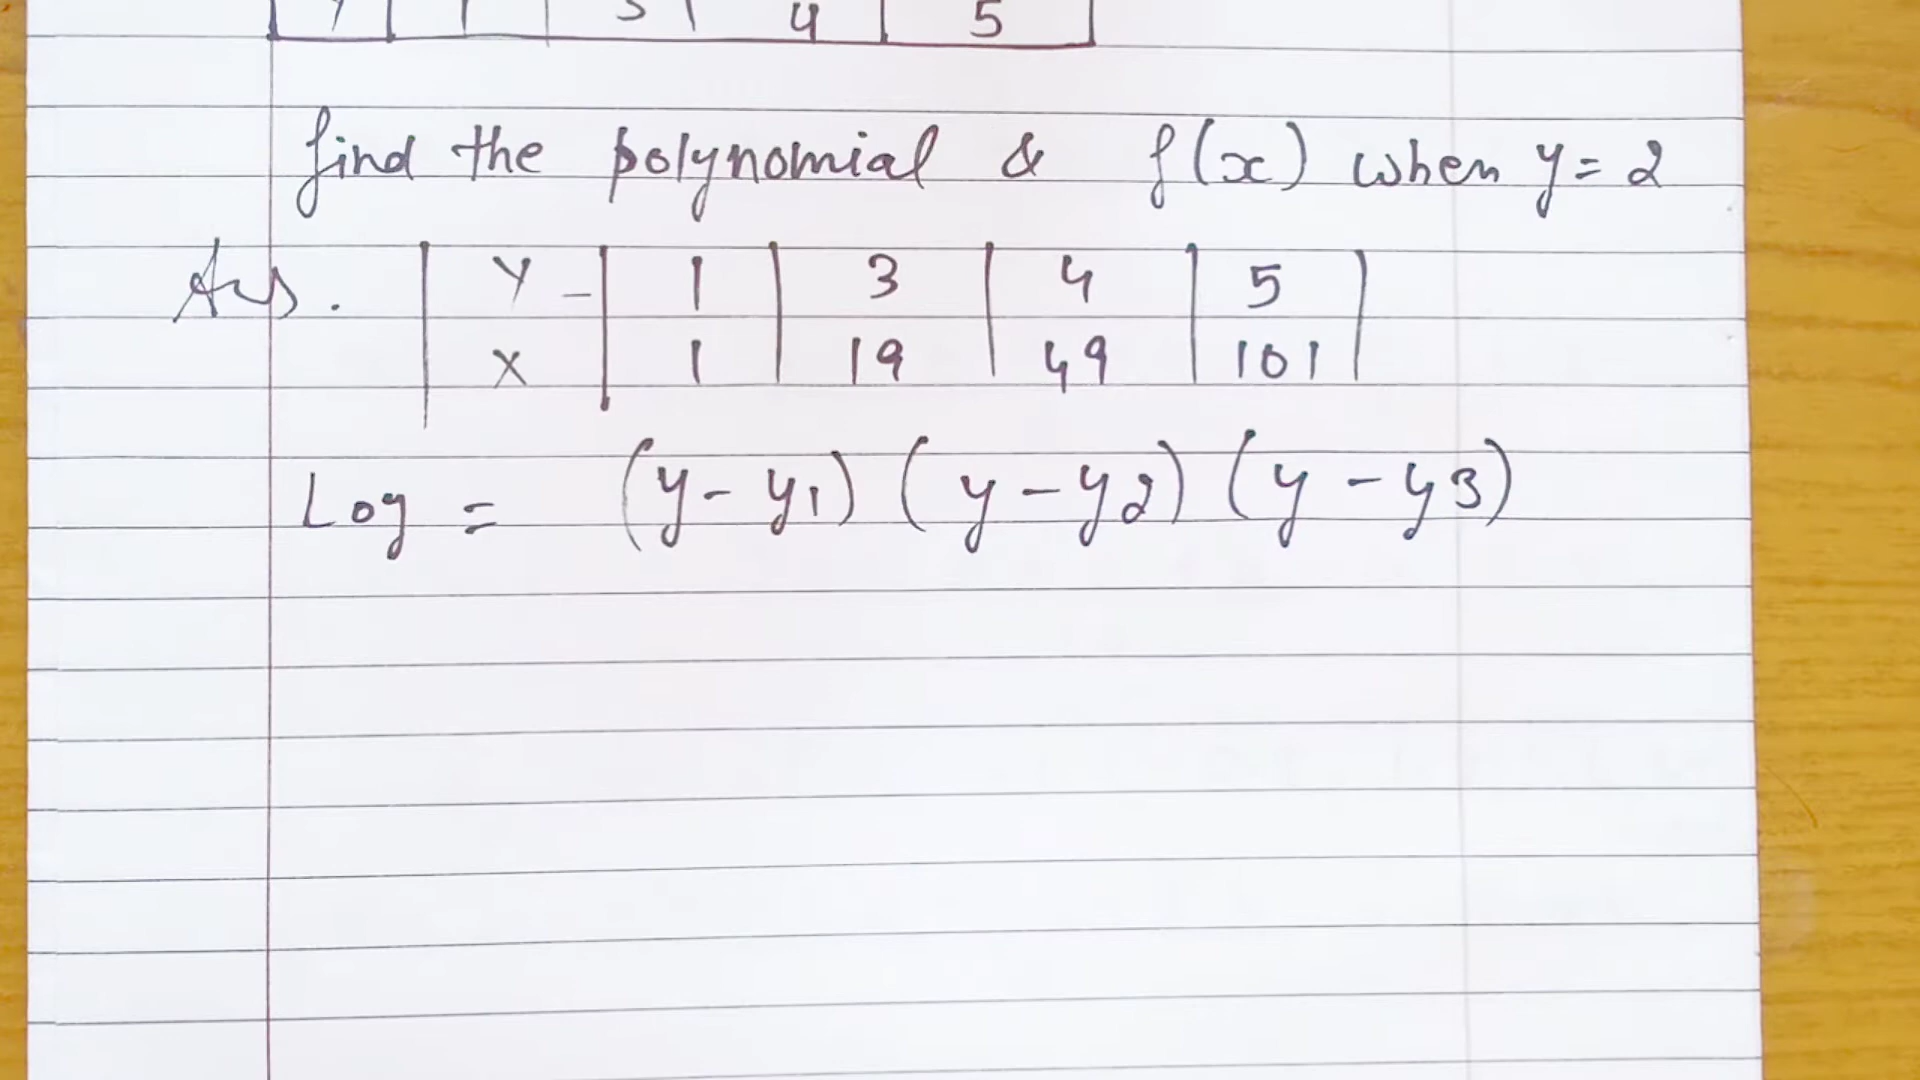 4 5
find the polynomial & f(x) when y = 2
Ans. Y - 1 3 4 5
X 1 19 49 101
Loy = (y - y1) (y - y2) (y - y3)